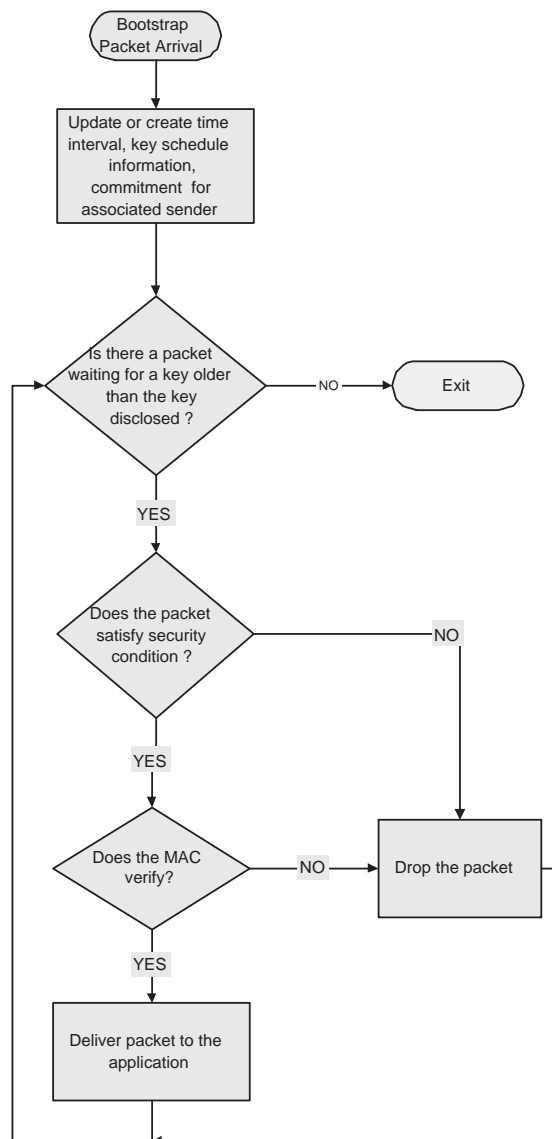 Bootstrap
Packet Arrival
Update or create time
interval, key schedule
information,
commitment for
associated sender
Is there a packet
waiting for a key older
than the key
disclosed ?
NO
Exit
YES
Does the packet
satisfy security
condition ?
NO
YES
Does the MAC
verify?
NO
Drop the packet
YES
Deliver packet to the
application